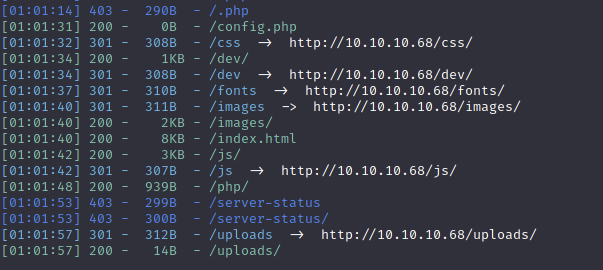 [01:01:14] 403 - 290B - /.php
[01:01:31] 200 - 0B - /config.php
[01:01:32] 301 - 308B - /css -> http://10.10.10.68/css/
[01:01:34] 200 - 1KB - /dev/
[01:01:34] 301 - 308B - /dev -> http://10.10.10.68/dev/
[01:01:37] 301 - 310B - /fonts -> http://10.10.10.68/fonts/
[01:01:40] 301 - 311B - /images -> http://10.10.10.68/images/
[01:01:40] 200 - 2KB - /images/
[01:01:40] 200 - 8KB - /index.html
[01:01:42] 200 - 3KB - /js/
[01:01:42] 301 - 307B - /js -> http://10.10.10.68/js/
[01:01:48] 200 - 939B - /php/
[01:01:53] 403 - 299B - /server-status
[01:01:53] 403 - 300B - /server-status/
[01:01:57] 301 - 312B - /uploads -> http://10.10.10.68/uploads/
[01:01:57] 200 - 14B - /uploads/